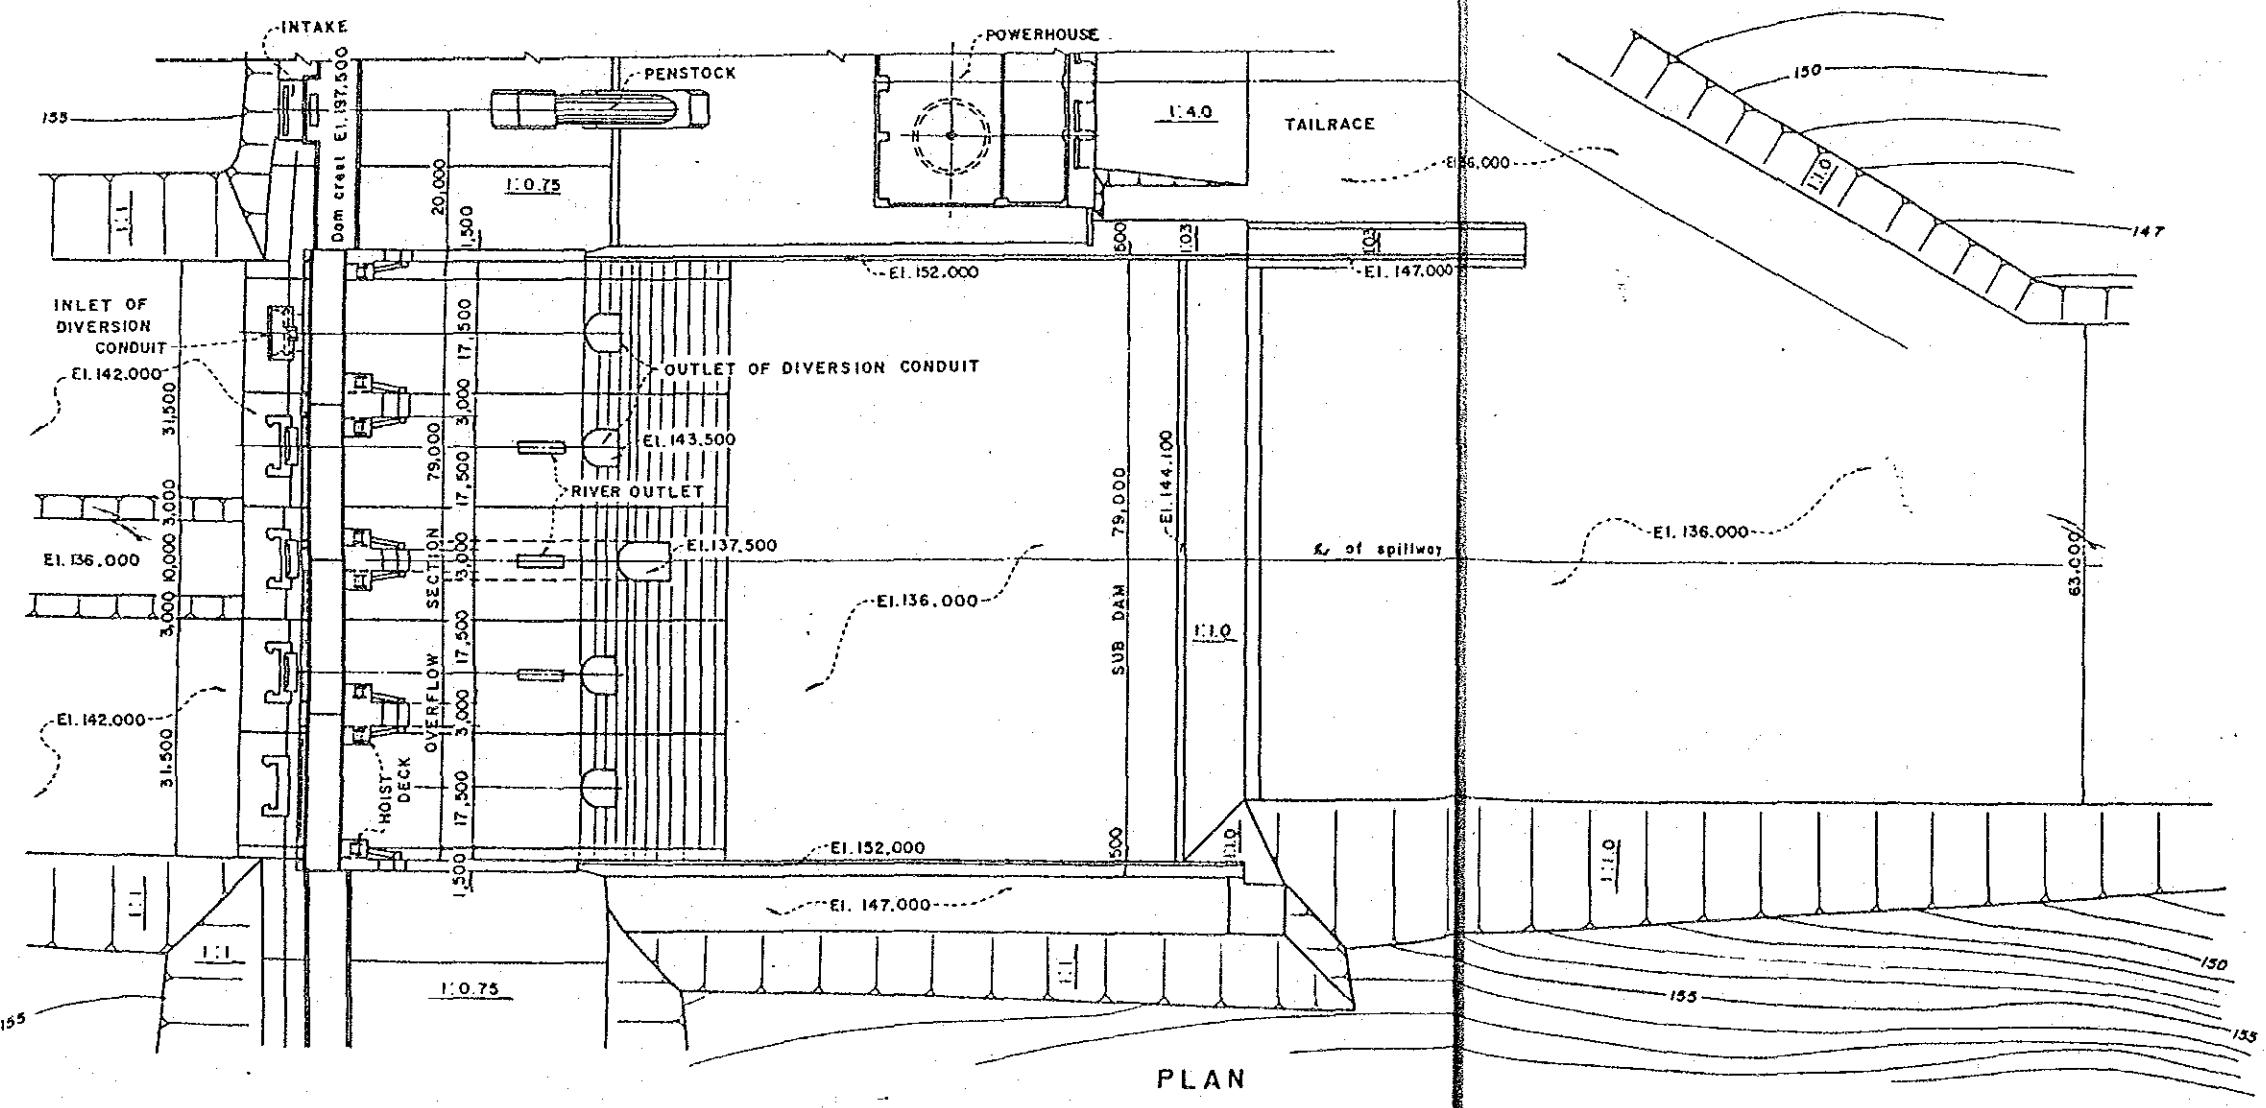 INTAKE
POWERHOUSE
PENSTOCK
Dam crest El. 197.500
155
150
1:4.0
TAILRACE
20,000
1:0.75
1:1
1:1.0
1,500
500
1:0.3
1:0.3
147
El.152.000
El. 147.000
INLET OF
DIVERSION
CONDUIT
17,500
OUTLET OF DIVERSION CONDUIT
El.142.000
31,500
3,000
79,000
El.143.500
17,500
RIVER OUTLET
El.144.100
79,000
SUB DAM
3,000
El.136.000
10,000
3,000
OVERFLOW SECTION
3,000
El.137.500
of spillway
El.136.000
El.136.000
63,000
17,500
1:1.0
El.142.000
31.500
3,000
HOIST
DECK
17,500
1,500
El.152,000
500
1:1.0
1:1.0
1:1
1:1
El. 147.000
1:1
1:0.75
155
150
155
155
PLAN